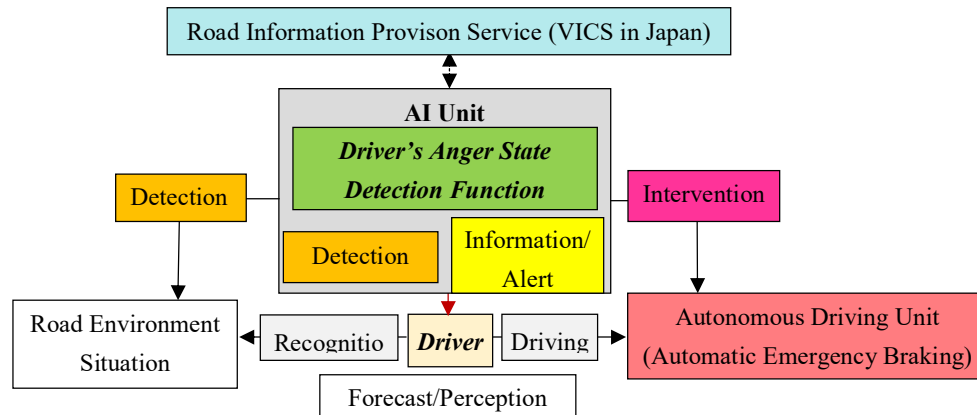 Road Information Provison Service (VICS in Japan)
AI Unit
Driver's Anger State
Detection Function
Detection
Intervention
Detection
Information/
Alert
Road Environment
Situation
Recognitio
Driver
Driving
Autonomous Driving Unit
(Automatic Emergency Braking)
Forecast/Perception